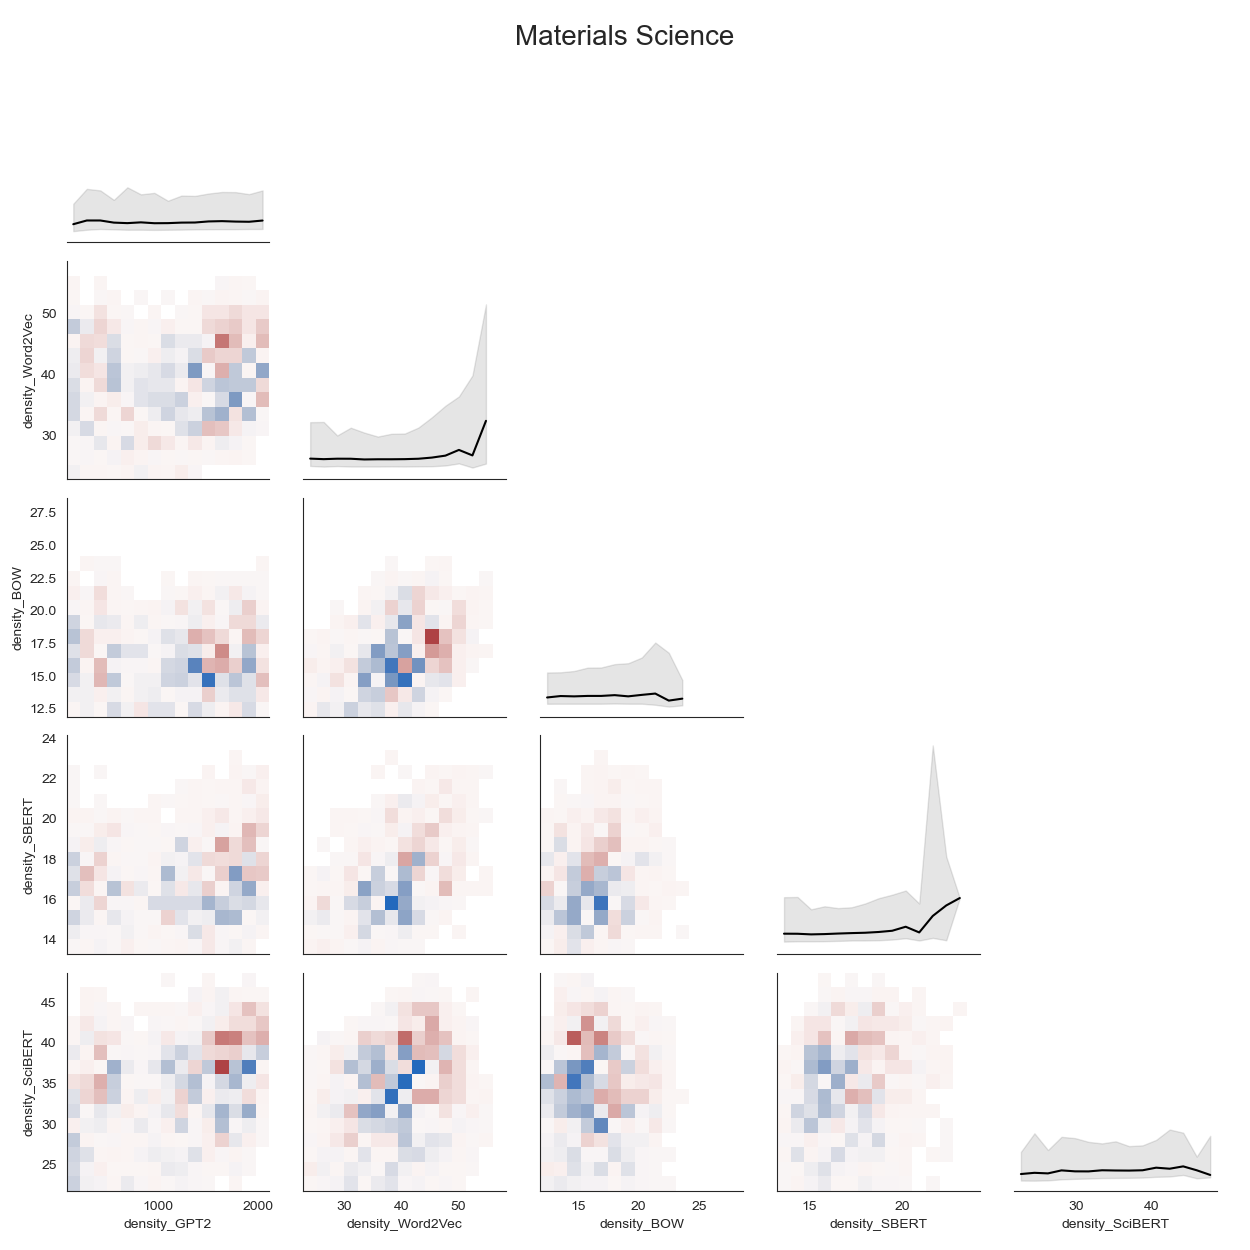 Materials Science
50
40
30
density_Word2Vec
27.5
25.0
22.5
20.0
17.5
15.0
12.5
density_BOW
24
22
20
18
16
14
density_SBERT
45
40
35
30
25
density_SciBERT
1000 2000
density_GPT2
30 40 50
density_Word2Vec
15 20 25
density_BOW
15 20
density_SBERT
30 40
density_SciBERT